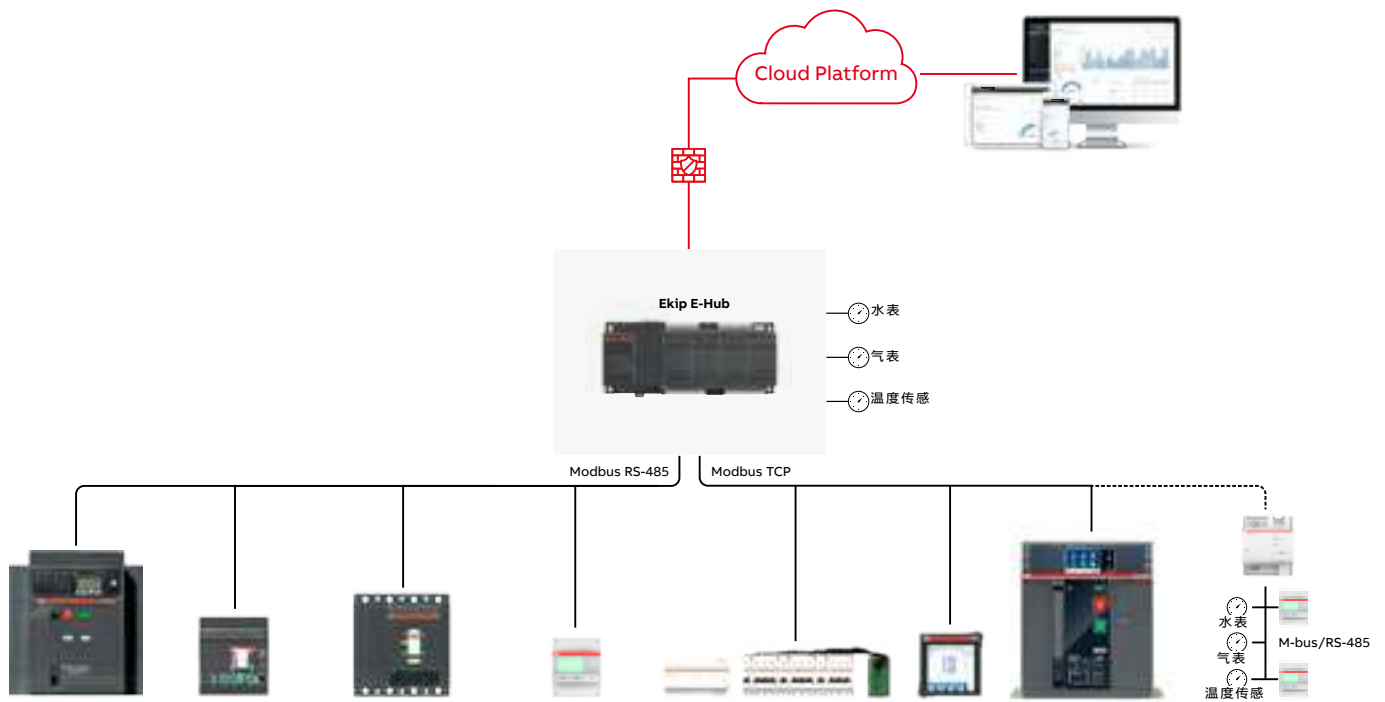 Cloud Platform
Ekip E-Hub
水表
气表
温度传感
Modbus RS-485
Modbus TCP
水表
M-bus/RS-485
气表
温度传感